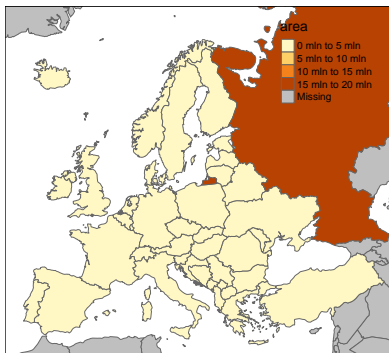 area
0 mln to 5 mln
5 mln to 10 mln
10 mln to 15 mln
15 mln to 20 mln
Missing